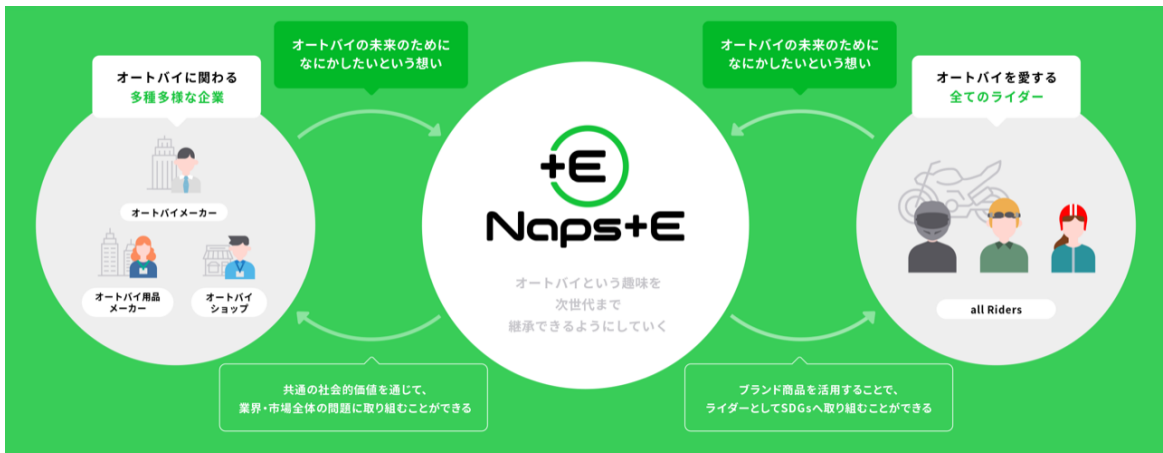 オートバイに関わる
多種多様な企業
オートバイメーカー
オートバイ用品
メーカー
オートバイ
ショップ
オートバイの未来のために
なにかしたいという想い
共通の社会的価値を通じて、
業界・市場全体の問題に取り組むことができる
+E
Naps+E
オートバイという趣味を
次世代まで
継承できるようにしていく
オートバイの未来のために
なにかしたいという想い
ブランド商品を活用することで、
ライダーとしてSDGsへ取り組むことができる
オートバイを愛する
全てのライダー
all Riders